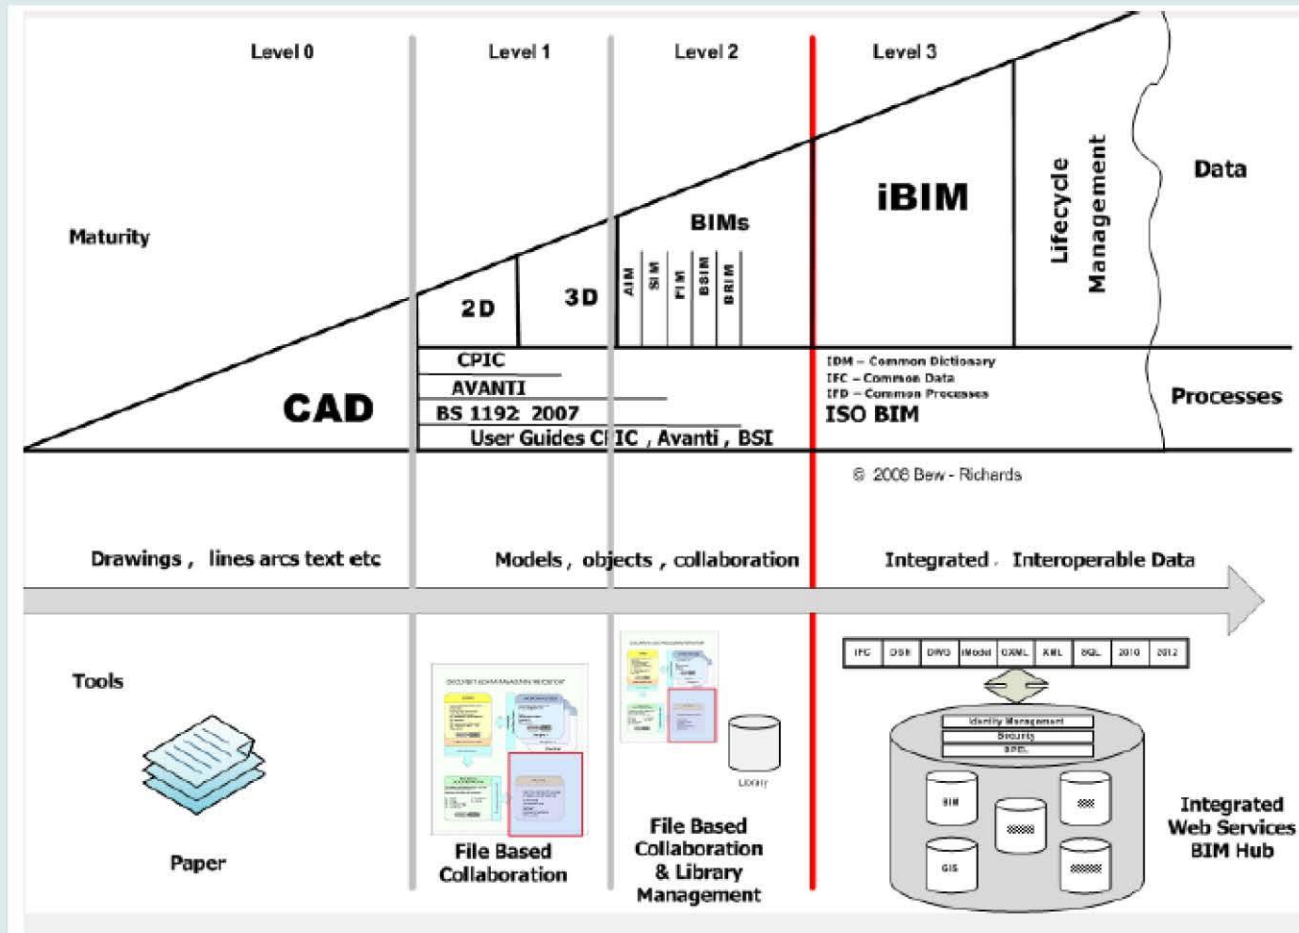 Level 0
Level 1
Level 2
Level 3
Maturity
CAD
2D
3D
BIMs
AIM
SIM
FIM
BSIM
BRIM
iBIM
Lifecycle
Management
Data
CPIC
AVANTI
BS 1192: 2007
User Guides CPIC , Avanti , BSI
IDM – Common Dictionary
IFC – Common Data
IFD – Common Processes
ISO BIM
Processes
© 2008 Bew - Richards
Drawings , lines arcs text etc
Models , objects , collaboration
Integrated , Interoperable Data
Tools
Paper
File Based
Collaboration
Library
File Based
Collaboration
& Library
Management
IFC
DWG
iModel
XML
SQL
2010
2012
Identity Management
Security
BPEL
BIM
GIS
Integrated
Web Services
BIM Hub